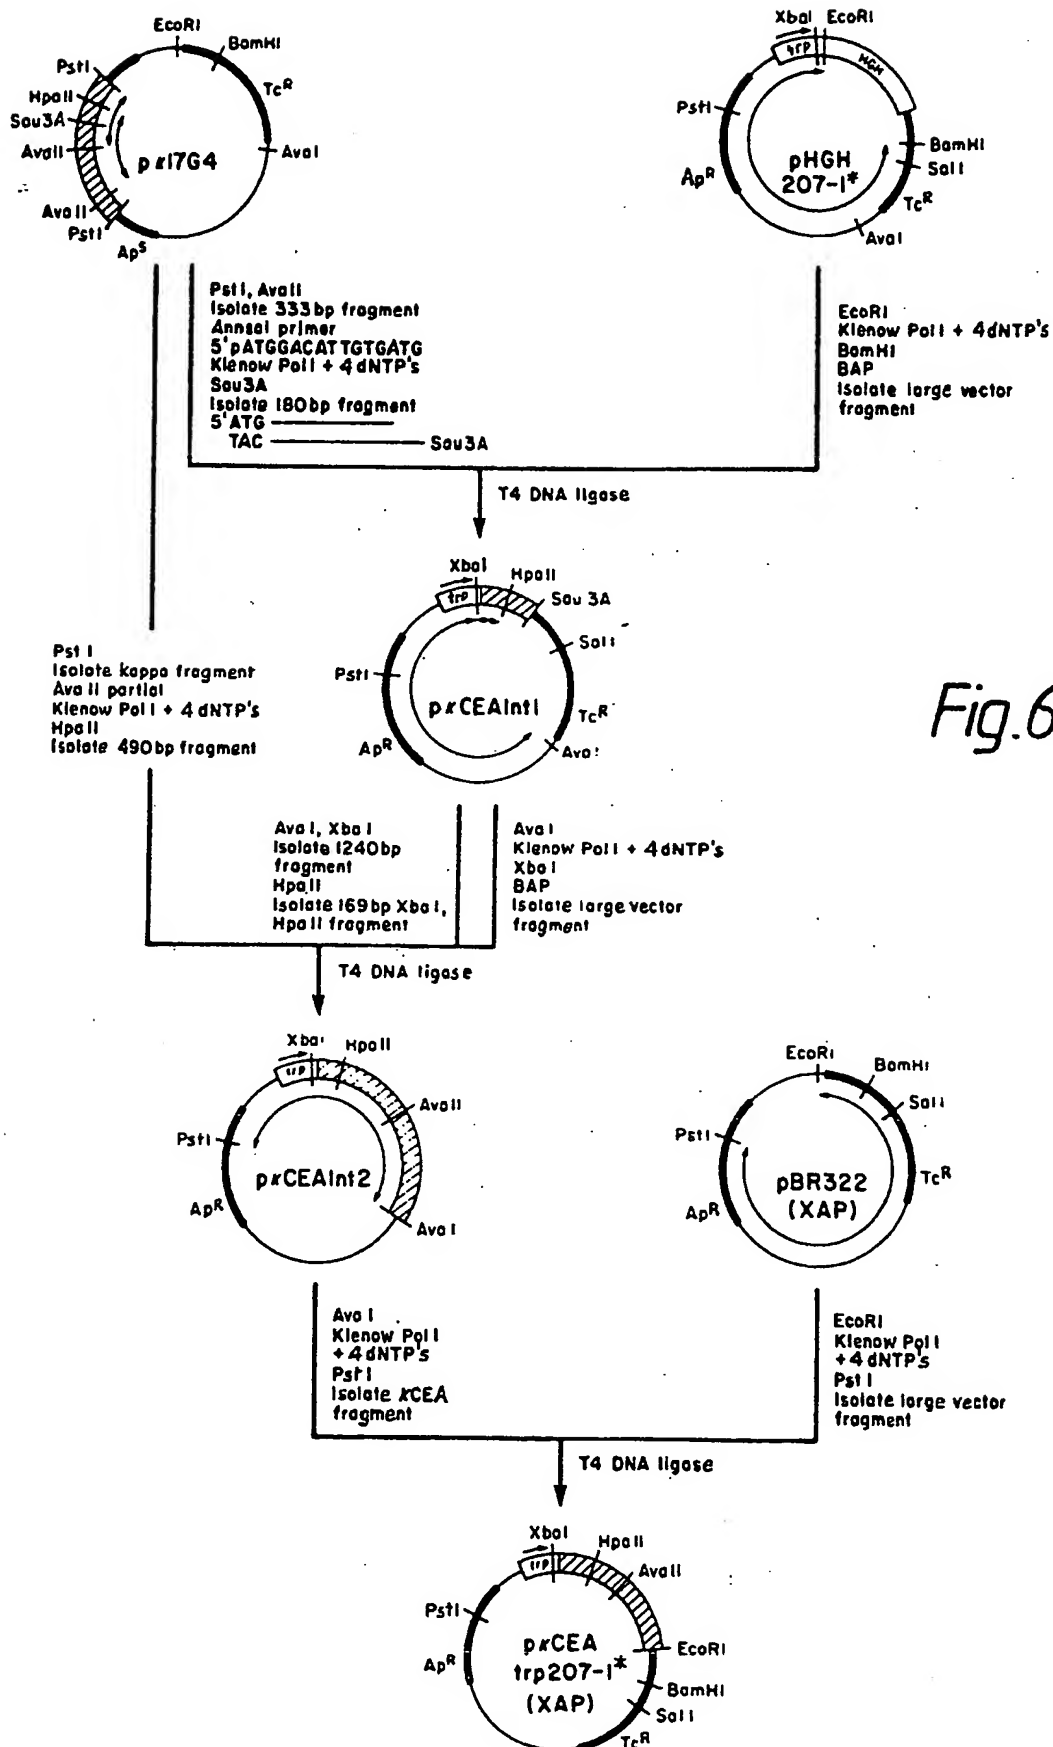 EcoRI
BamHI
PstI
HpaII
Sau3A
AvaII
TcR
AvaI
pκ17G4
AvaII
PstI
ApS
XbaI
EcoRI
trp
HGH
PstI
BamHI
SalI
pHGH
207-1*
ApR
TcR
AvaI
PstI, AvaII
Isolate 333bp fragment
Anneal primer
5'pATGGACATTGTGATG
Klenow PolI + 4dNTP's
Sau3A
Isolate 180bp fragment
5'ATG
TAC
Sau3A
EcoRI
Klenow PolI + 4dNTP's
BamHI
BAP
Isolate large vector
fragment
T4 DNA ligase
XbaI
HpaII
trp
Sau 3A
SalI
PstI
pκCEAInt1
TcR
ApR
AvaI
Fig.6
Pst I
Isolate kappa fragment
Ava II partial
Klenow PolI + 4dNTP's
HpaII
Isolate 490bp fragment
AvaI, XbaI
Isolate 1240bp
fragment
HpaII
Isolate 169bp XbaI,
HpaII fragment
AvaI
Klenow PolI + 4dNTP's
XbaI
BAP
Isolate large vector
fragment
T4 DNA ligase
XbaI
HpaII
trp
AvaII
PstI
pκCEAInt2
ApR
AvaI
EcoRI
BamHI
SalI
PstI
pBR322
(XAP)
TcR
ApR
AvaI
Klenow PolI
+ 4dNTP's
PstI
Isolate κCEA
fragment
EcoRI
Klenow PolI
+ 4dNTP's
Pst I
Isolate large vector
fragment
T4 DNA ligase
XbaI
HpaII
trp
AvaII
PstI
pκCEA
trp207-1*
(XAP)
EcoRI
ApR
BamHI
SalI
TcR